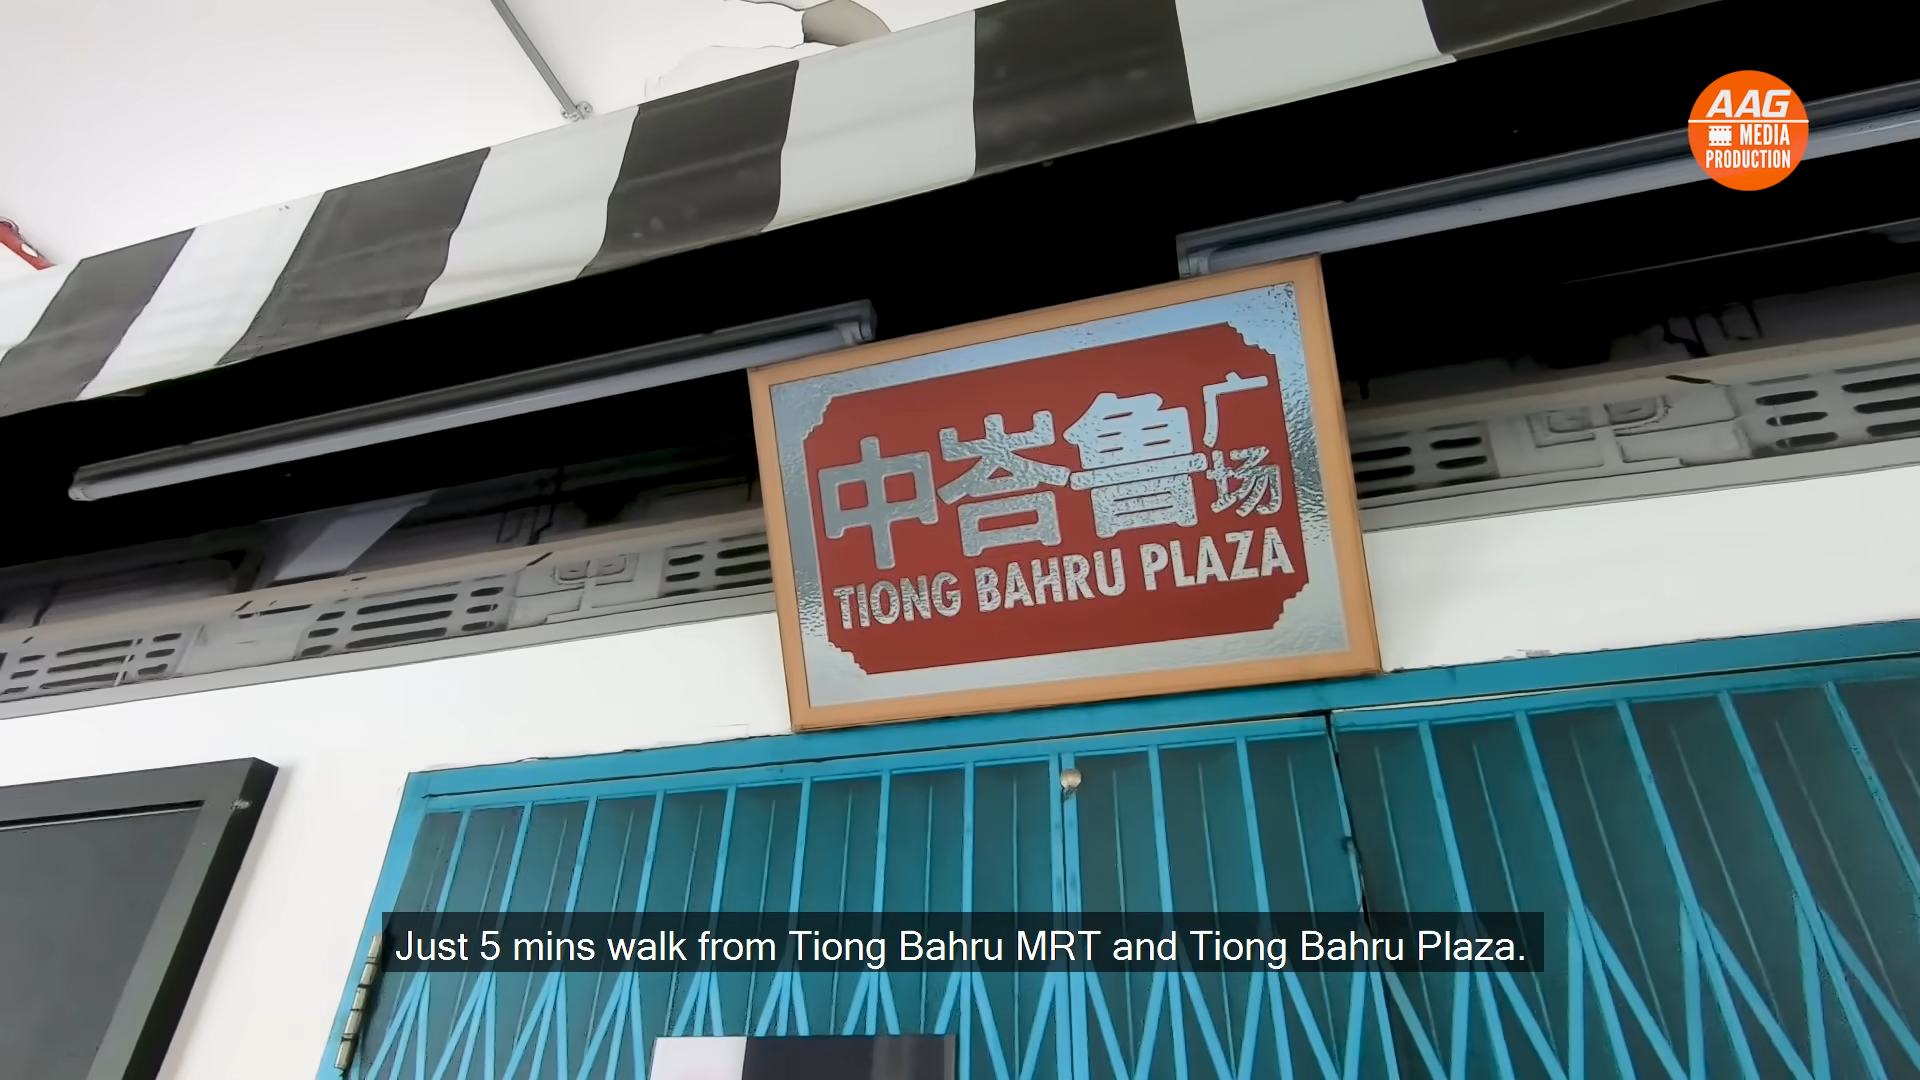 AAG
MEDIA
PRODUCTION
中峇鲁广场
TIONG BAHRU PLAZA
Just 5 mins walk from Tiong Bahru MRT and Tiong Bahru Plaza.